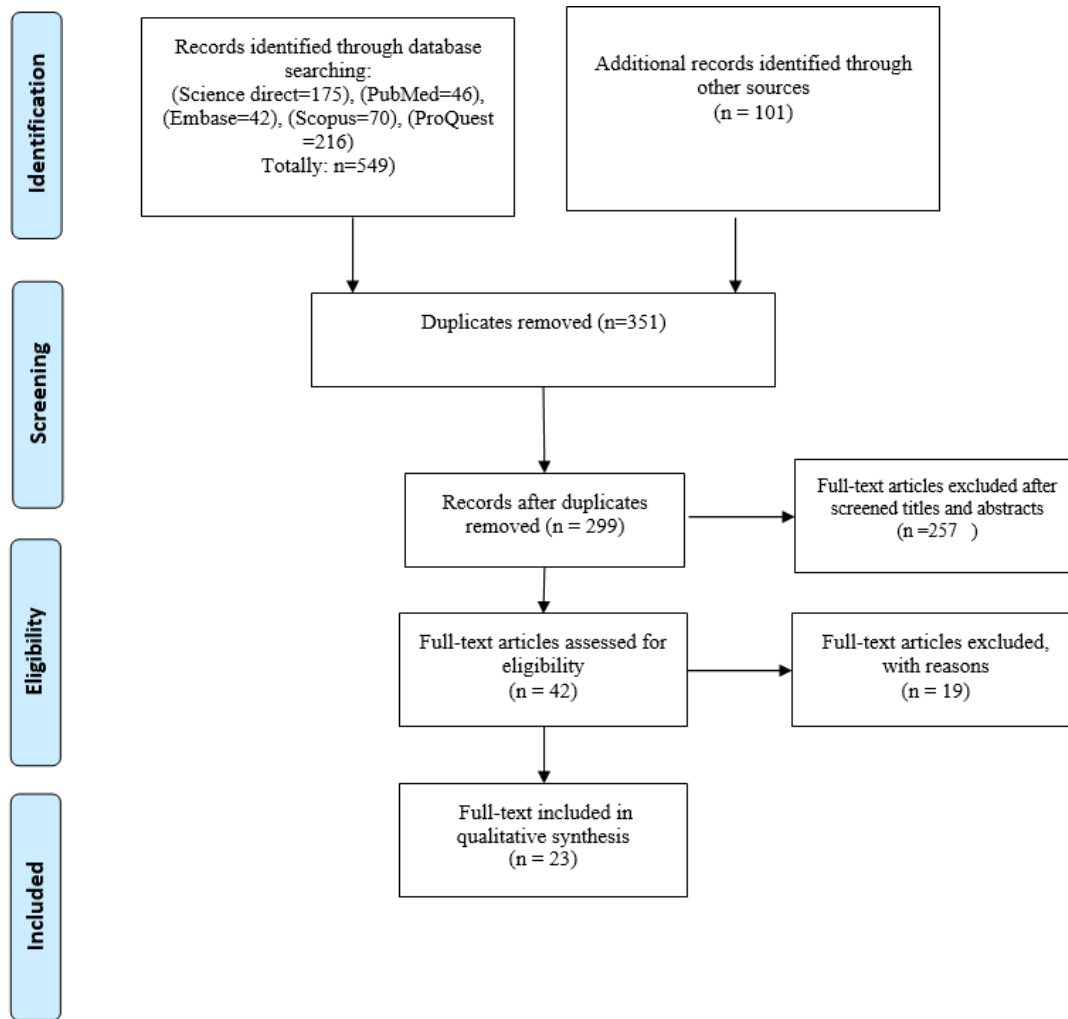 Identification
Records identified through database
searching:
(Science direct=175), (PubMed=46),
(Embase=42), (Scopus=70), (ProQuest
=216)
Totally: n=549)
Additional records identified through
other sources
(n = 101)
Screening
Duplicates removed (n=351)
Records after duplicates
removed (n = 299)
Full-text articles excluded after
screened titles and abstracts
(n =257 )
Eligibility
Full-text articles assessed for
eligibility
(n = 42)
Full-text articles excluded,
with reasons
(n = 19)
Included
Full-text included in
qualitative synthesis
(n = 23)